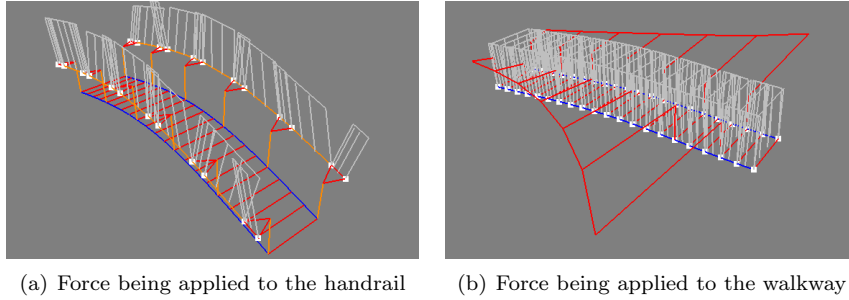 (a) Force being applied to the handrail
(b) Force being applied to the walkway